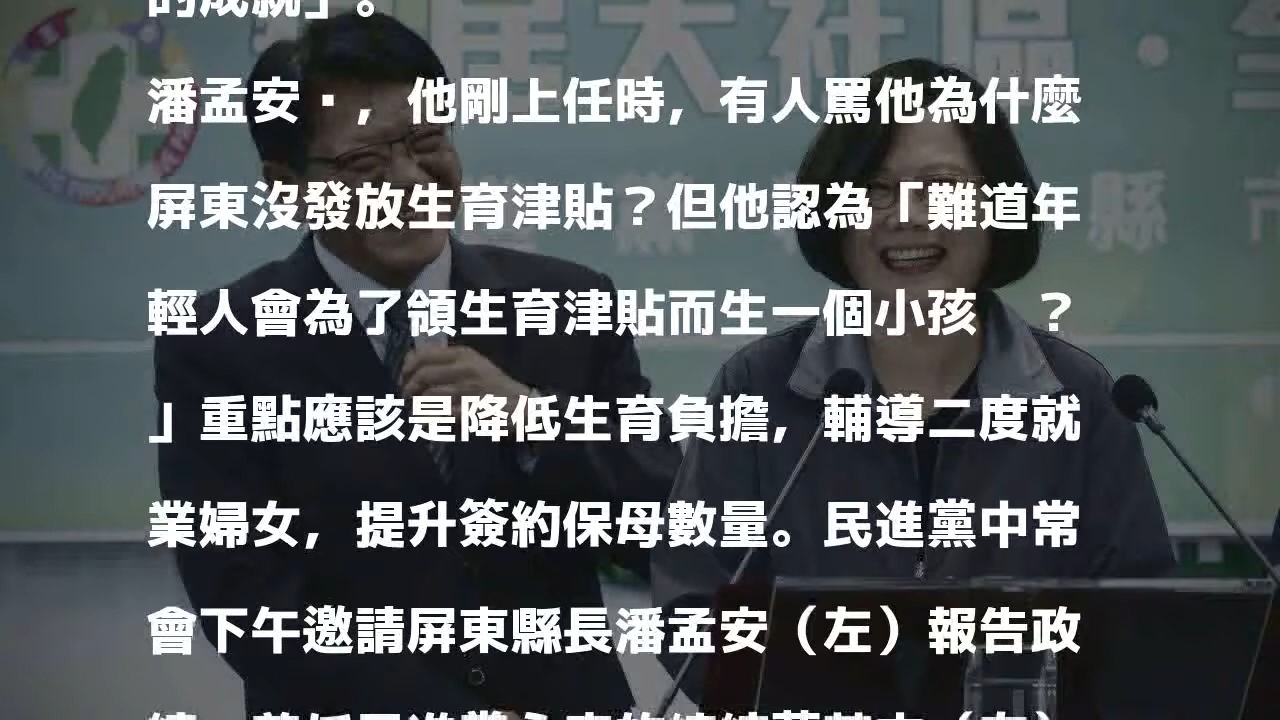 的成就」。
潘孟安·，他剛上任時，有人罵他為什麼
屏東沒發放生育津貼？但他認為「難道年
輕人會為了領生育津貼而生一個小孩　？
」重點應該是降低生育負擔，輔導二度就
業婦女，提升簽約保母數量。民進黨中常
會下午邀請屏東縣長潘孟安（左）報告政